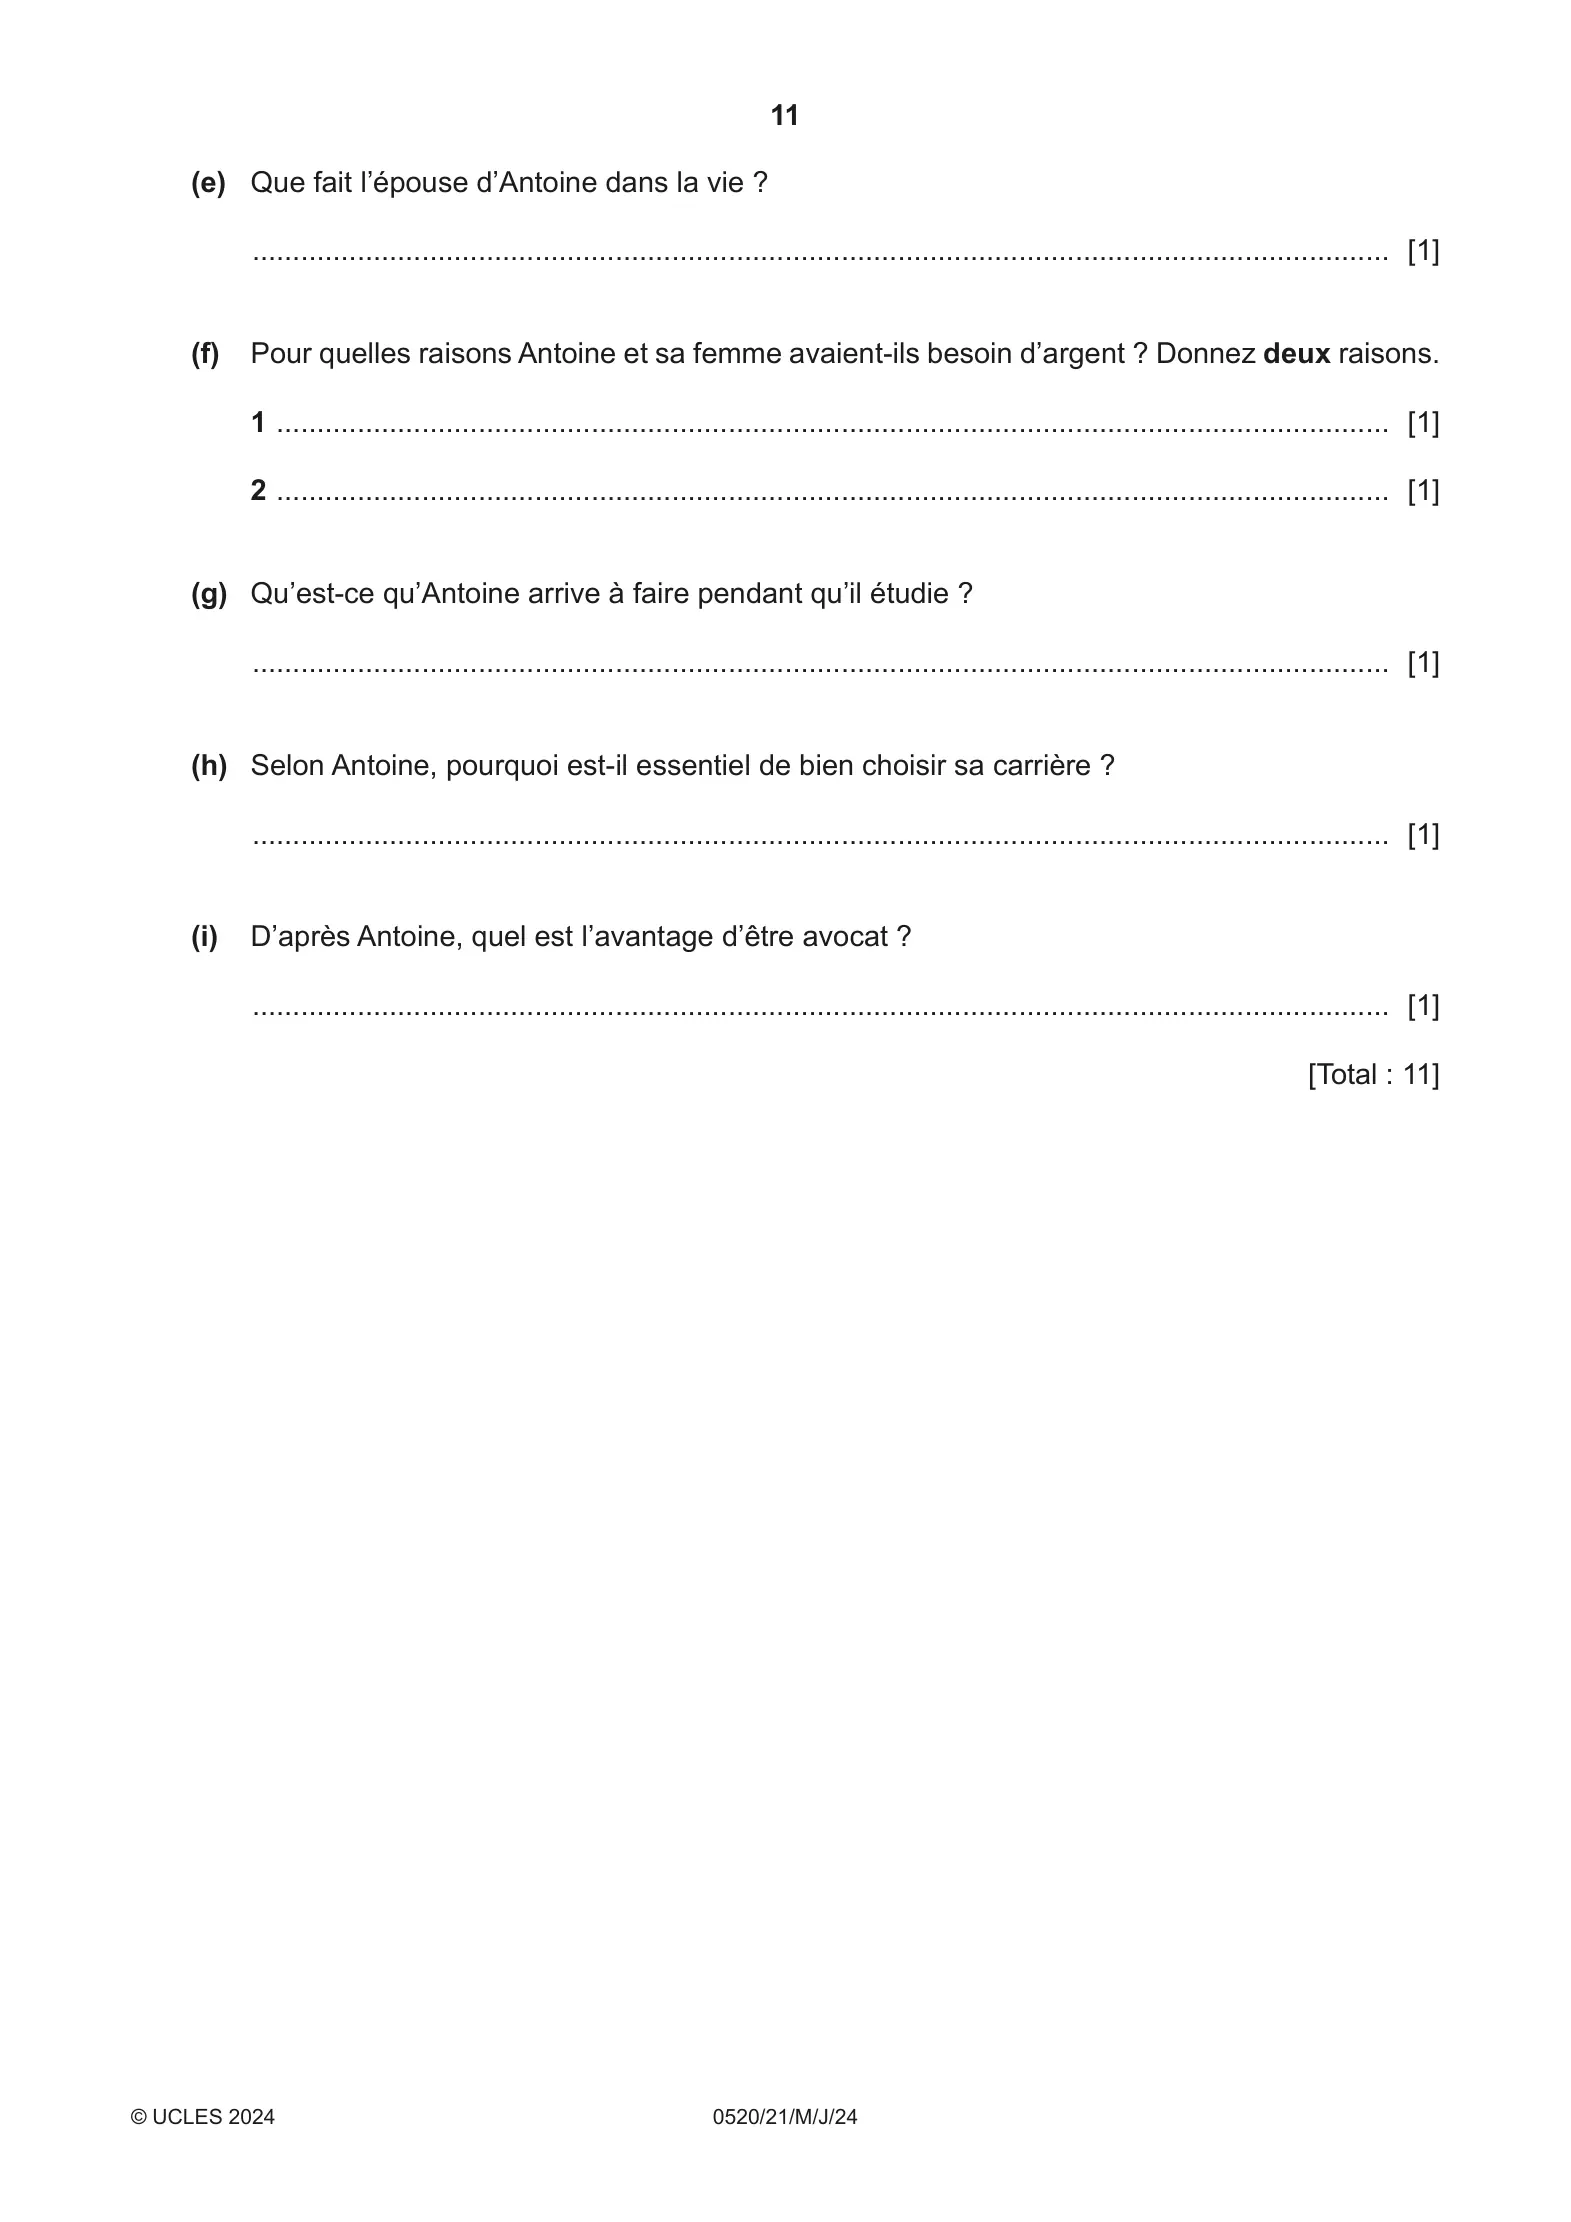 11
(e) Que fait l’épouse d’Antoine dans la vie ?
.......................................................................................................................................... [1]
(f) Pour quelles raisons Antoine et sa femme avaient-ils besoin d’argent ? Donnez deux raisons.
1 ....................................................................................................................................... [1]
2 ....................................................................................................................................... [1]
(g) Qu’est-ce qu’Antoine arrive à faire pendant qu’il étudie ?
.......................................................................................................................................... [1]
(h) Selon Antoine, pourquoi est-il essentiel de bien choisir sa carrière ?
.......................................................................................................................................... [1]
(i) D’après Antoine, quel est l’avantage d’être avocat ?
.......................................................................................................................................... [1]
[Total : 11]
© UCLES 2024 0520/21/M/J/24